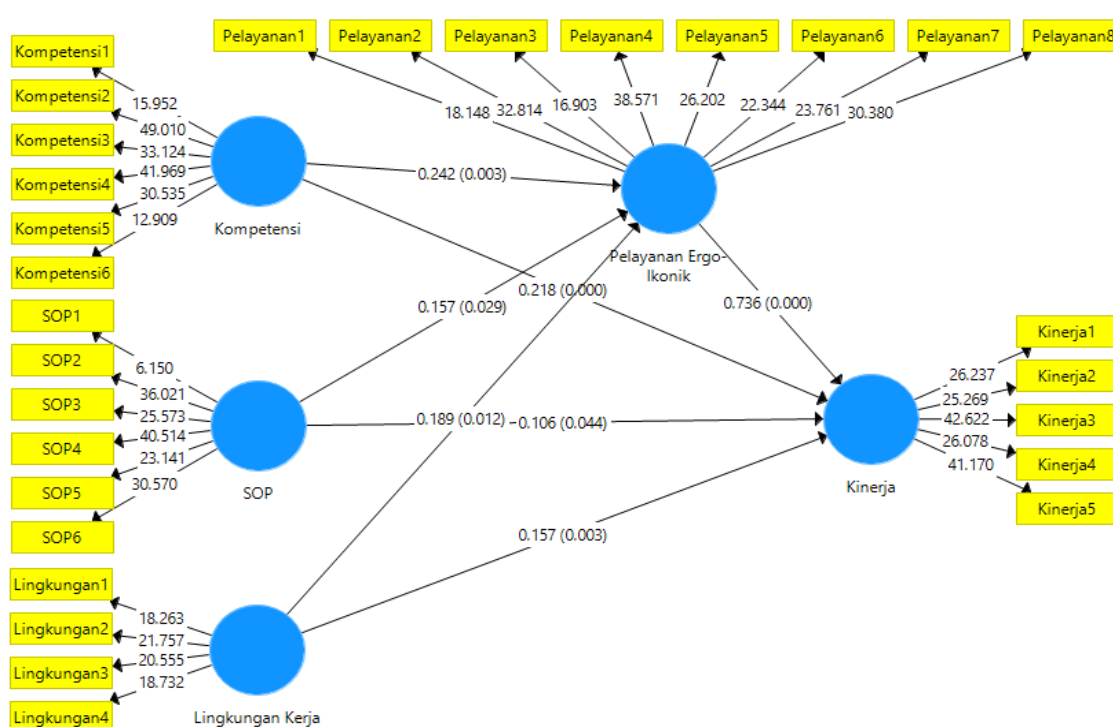 Pelayanan1 Pelayanan2 Pelayanan3 Pelayanan4 Pelayanan5 Pelayanan6 Pelayanan7 Pelayanan8
18.148 32.814 16.903 38.571 26.202 22.344 23.761 30.380
Kompetensi1
Kompetensi2
Kompetensi3
Kompetensi4
Kompetensi5
Kompetensi6
15.952
49.010
33.124
41.969
30.535
12.909
Kompetensi
0.242 (0.003)
Pelayanan Ergo-
Ikonik
0.218 (0.000)
0.157 (0.029)
0.736 (0.000)
SOP1
SOP2
SOP3
SOP4
SOP5
SOP6
6.150
36.021
25.573
40.514
23.141
30.570
SOP
0.189 (0.012)
-0.106 (0.044)
Kinerja1
Kinerja2
Kinerja3
Kinerja4
Kinerja5
26.237
25.269
42.622
26.078
41.170
Kinerja
0.157 (0.003)
Lingkungan1
Lingkungan2
Lingkungan3
Lingkungan4
18.263
21.757
20.555
18.732
Lingkungan Kerja